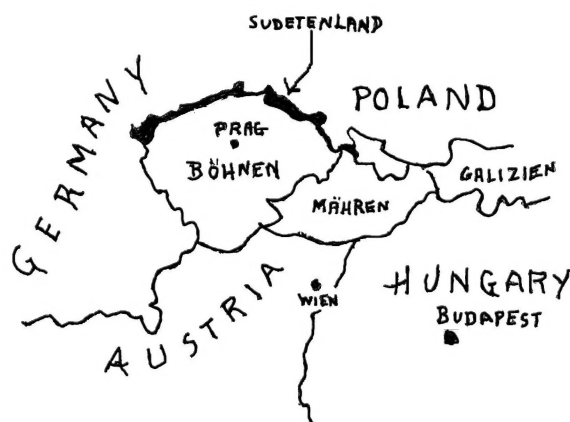 SUDETENLAND
GERMANY
POLAND
PRAG
BÖHNEN
GALIZIEN
MÄHREN
AUSTRIA
WIEN
HUNGARY
BUDAPEST